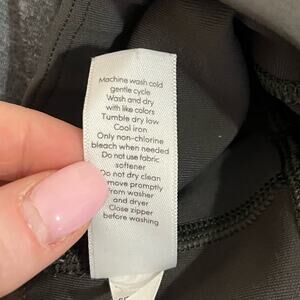 Machine wash cold
gentle cycle
Wash and dry
with like colors
Tumble dry low
Cool iron
Only non-chlorine
bleach when needed
Do not use fabric
softener
Do not dry clean
move promptly
from washer
and dryer
Close zipper
before washing